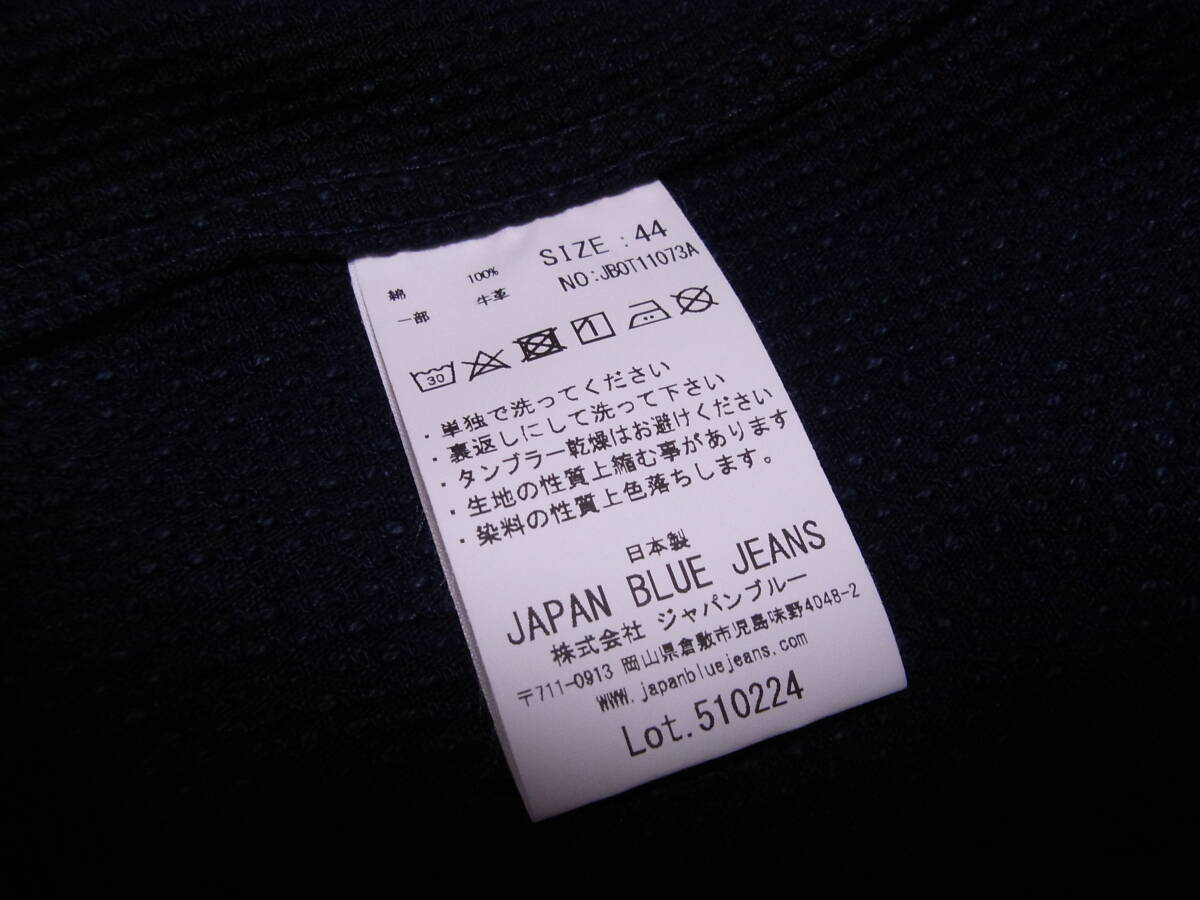 綿 100%
一部 牛革
SIZE : 44
NO:JBOT11073A
30
・単独で洗ってください
・裏返しにして洗って下さい
・タンブラー乾燥はお避けください
・生地の性質上縮む事があります
・染料の性質上色落ちします。
日本製
JAPAN BLUE JEANS
株式会社 ジャパンブルー
〒711-0913 岡山県倉敷市児島味野4048-2
www.japanbluejeans.com
Lot.510224